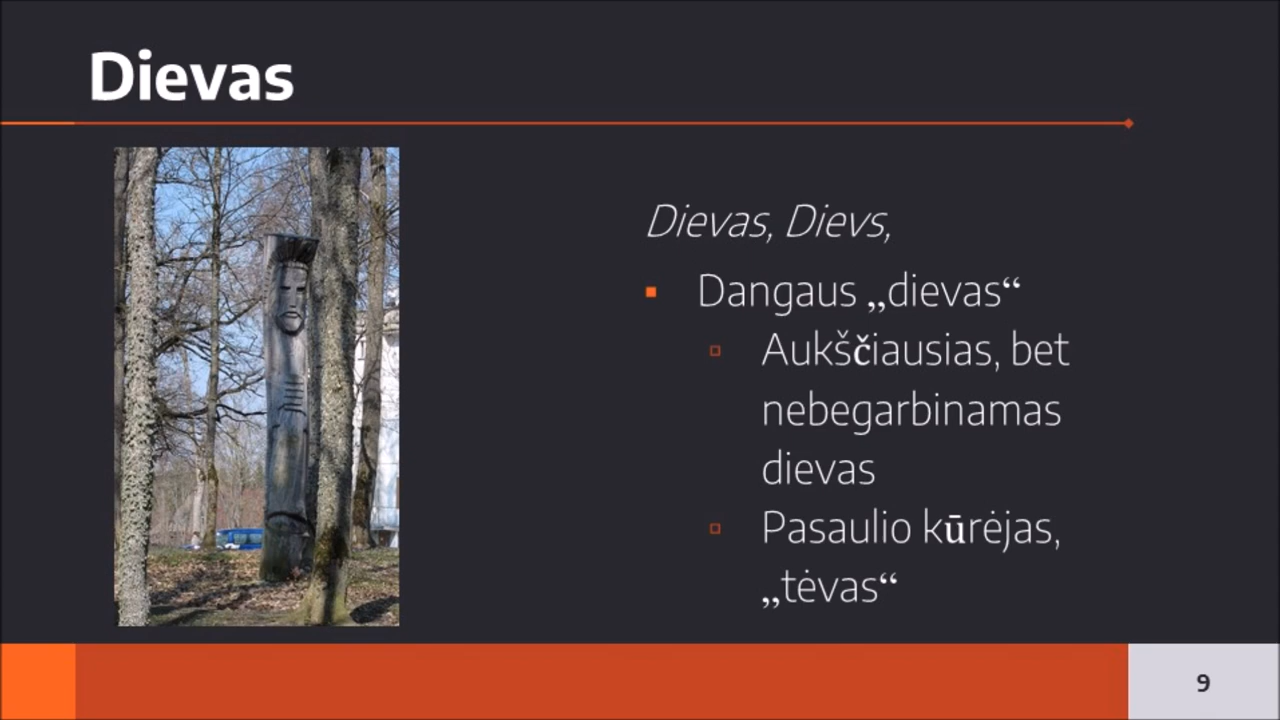 Dievas
Dievas, Dievs,
Dangaus „dievas“
Aukščiausias, bet
nebegarbinamas
dievas
Pasaulio kūrėjas,
„tėvas“
9